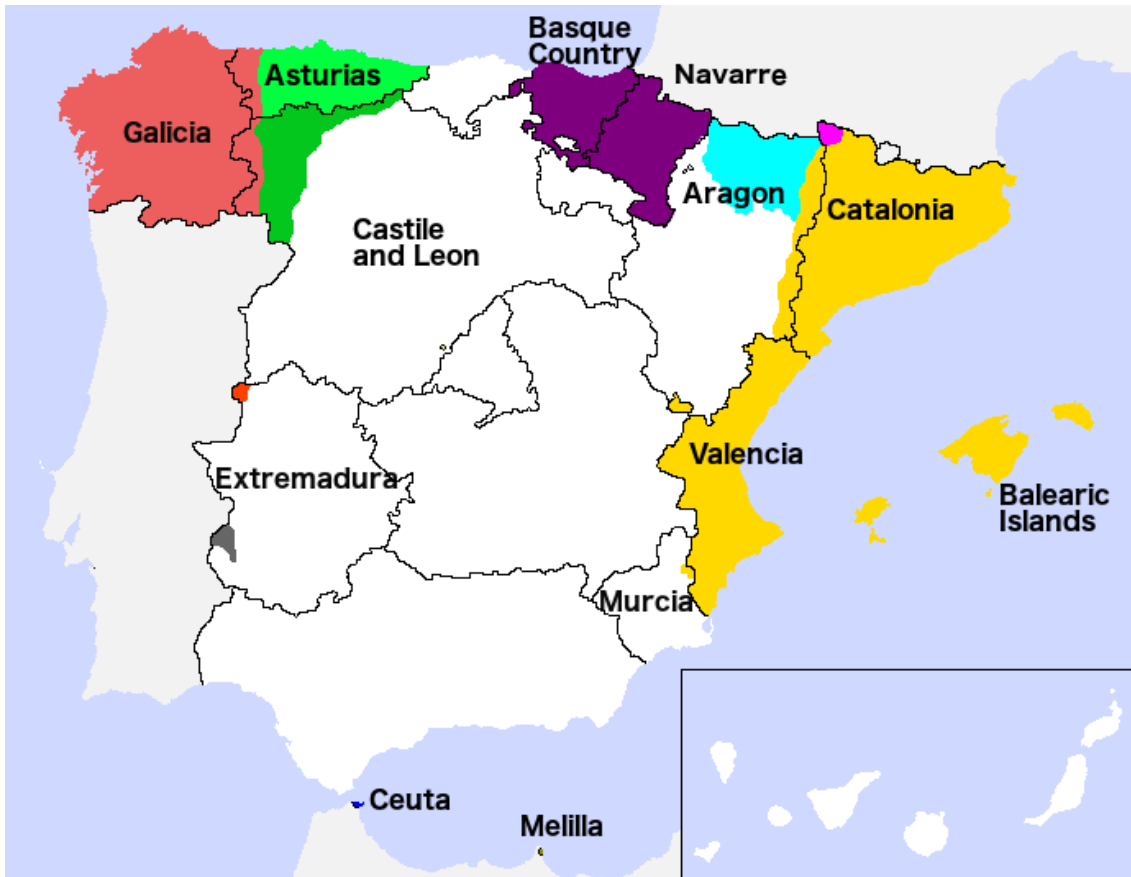 Basque
Country
Asturias
Navarre
Galicia
Aragon
Catalonia
Castile
and Leon
Valencia
Extremadura
Balearic
Islands
Murcia
Ceuta
Melilla